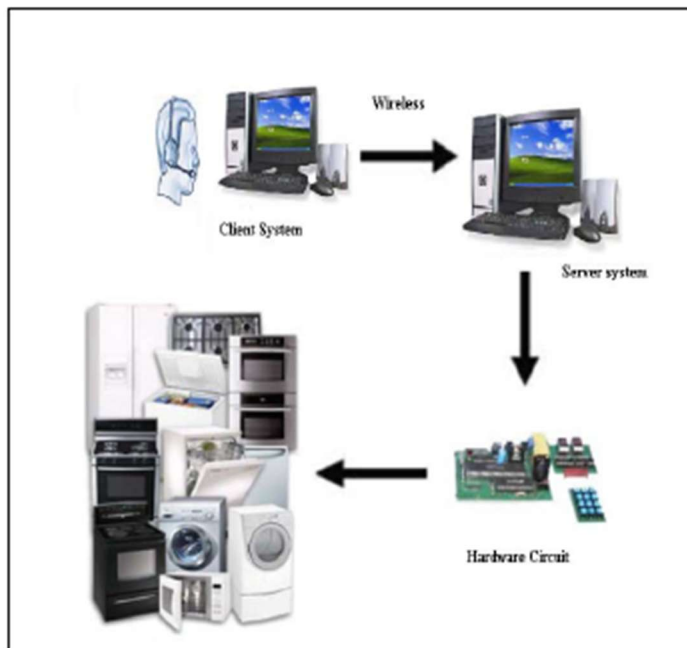 Wireless
Client System
Server system
Hardware Circuit